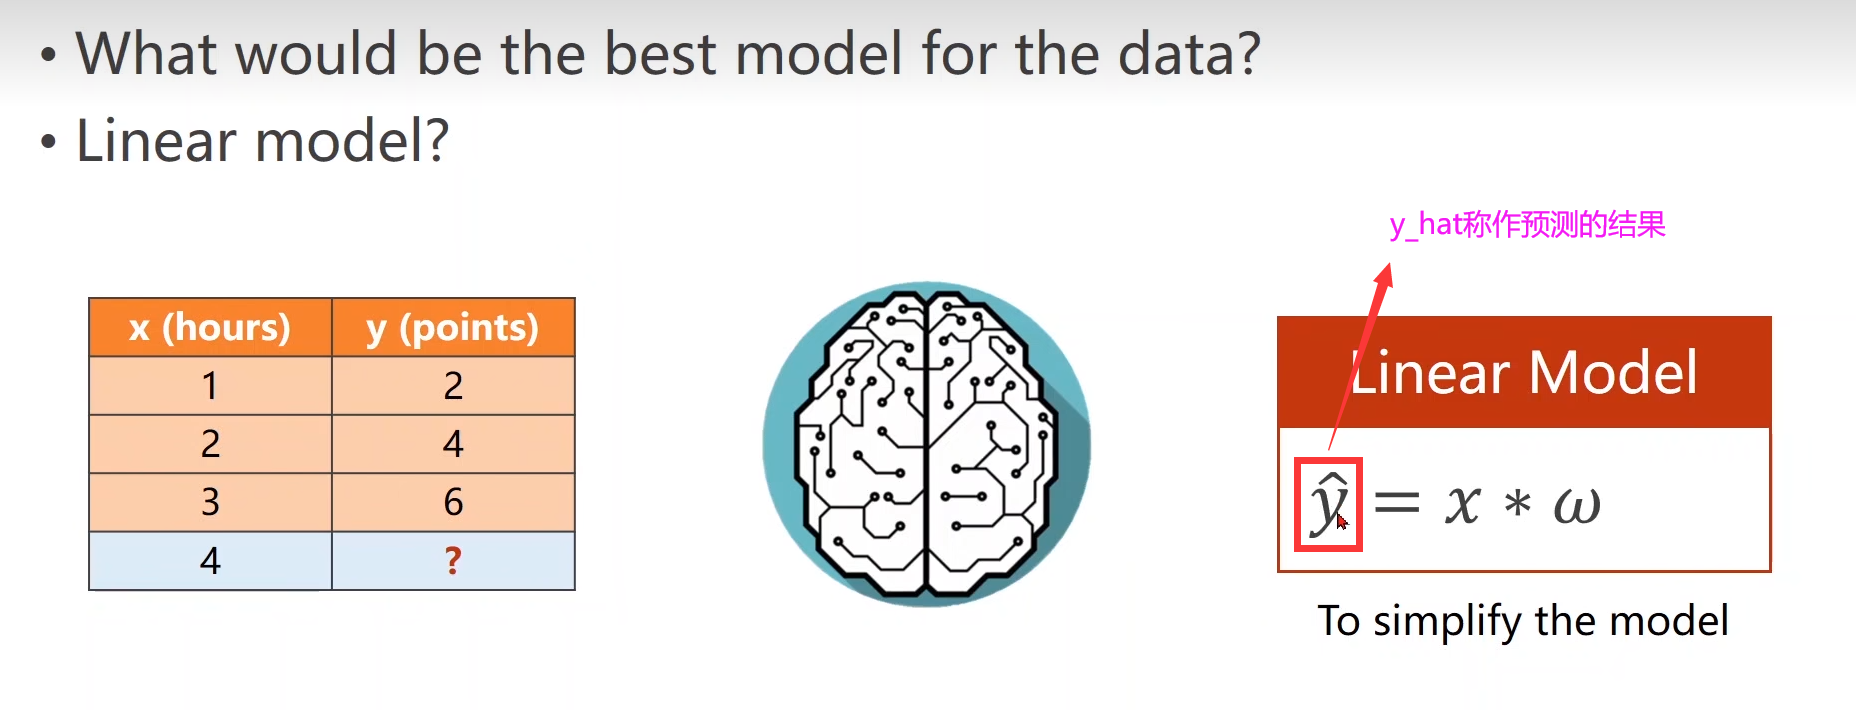 • What would be the best model for the data?
• Linear model?
y_hat称作预测的结果
x (hours) y (points)
1 2
2 4
3 6
4 ?
Linear Model
ŷ = x * ω
To simplify the model